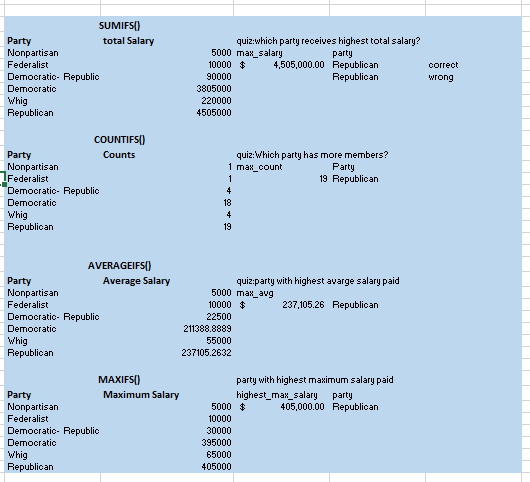 SUMIFS()
Party total Salary quiz:which party receives highest total salary?
Nonpartisan 5000 max_salary party
Federalist 10000 $ 4,505,000.00 Republican correct
Democratic- Republic 90000 Republican wrong
Democratic 3805000
Whig 220000
Republican 4505000
COUNTIFS()
Party Counts quiz:Which party has more members?
Nonpartisan 1 max_count Party
Federalist 1 19 Republican
Democratic- Republic 4
Democratic 18
Whig 4
Republican 19
AVERAGEIFS()
Party Average Salary quiz:party with highest avarge salary paid
Nonpartisan 5000 max_avg
Federalist 10000 $ 237,105.26 Republican
Democratic- Republic 22500
Democratic 211388.8889
Whig 55000
Republican 237105.2632
MAXIFS() party with highest maximum salary paid
Party Maximum Salary highest_max_salary party
Nonpartisan 5000 $ 405,000.00 Republican
Federalist 10000
Democratic- Republic 30000
Democratic 395000
Whig 65000
Republican 405000